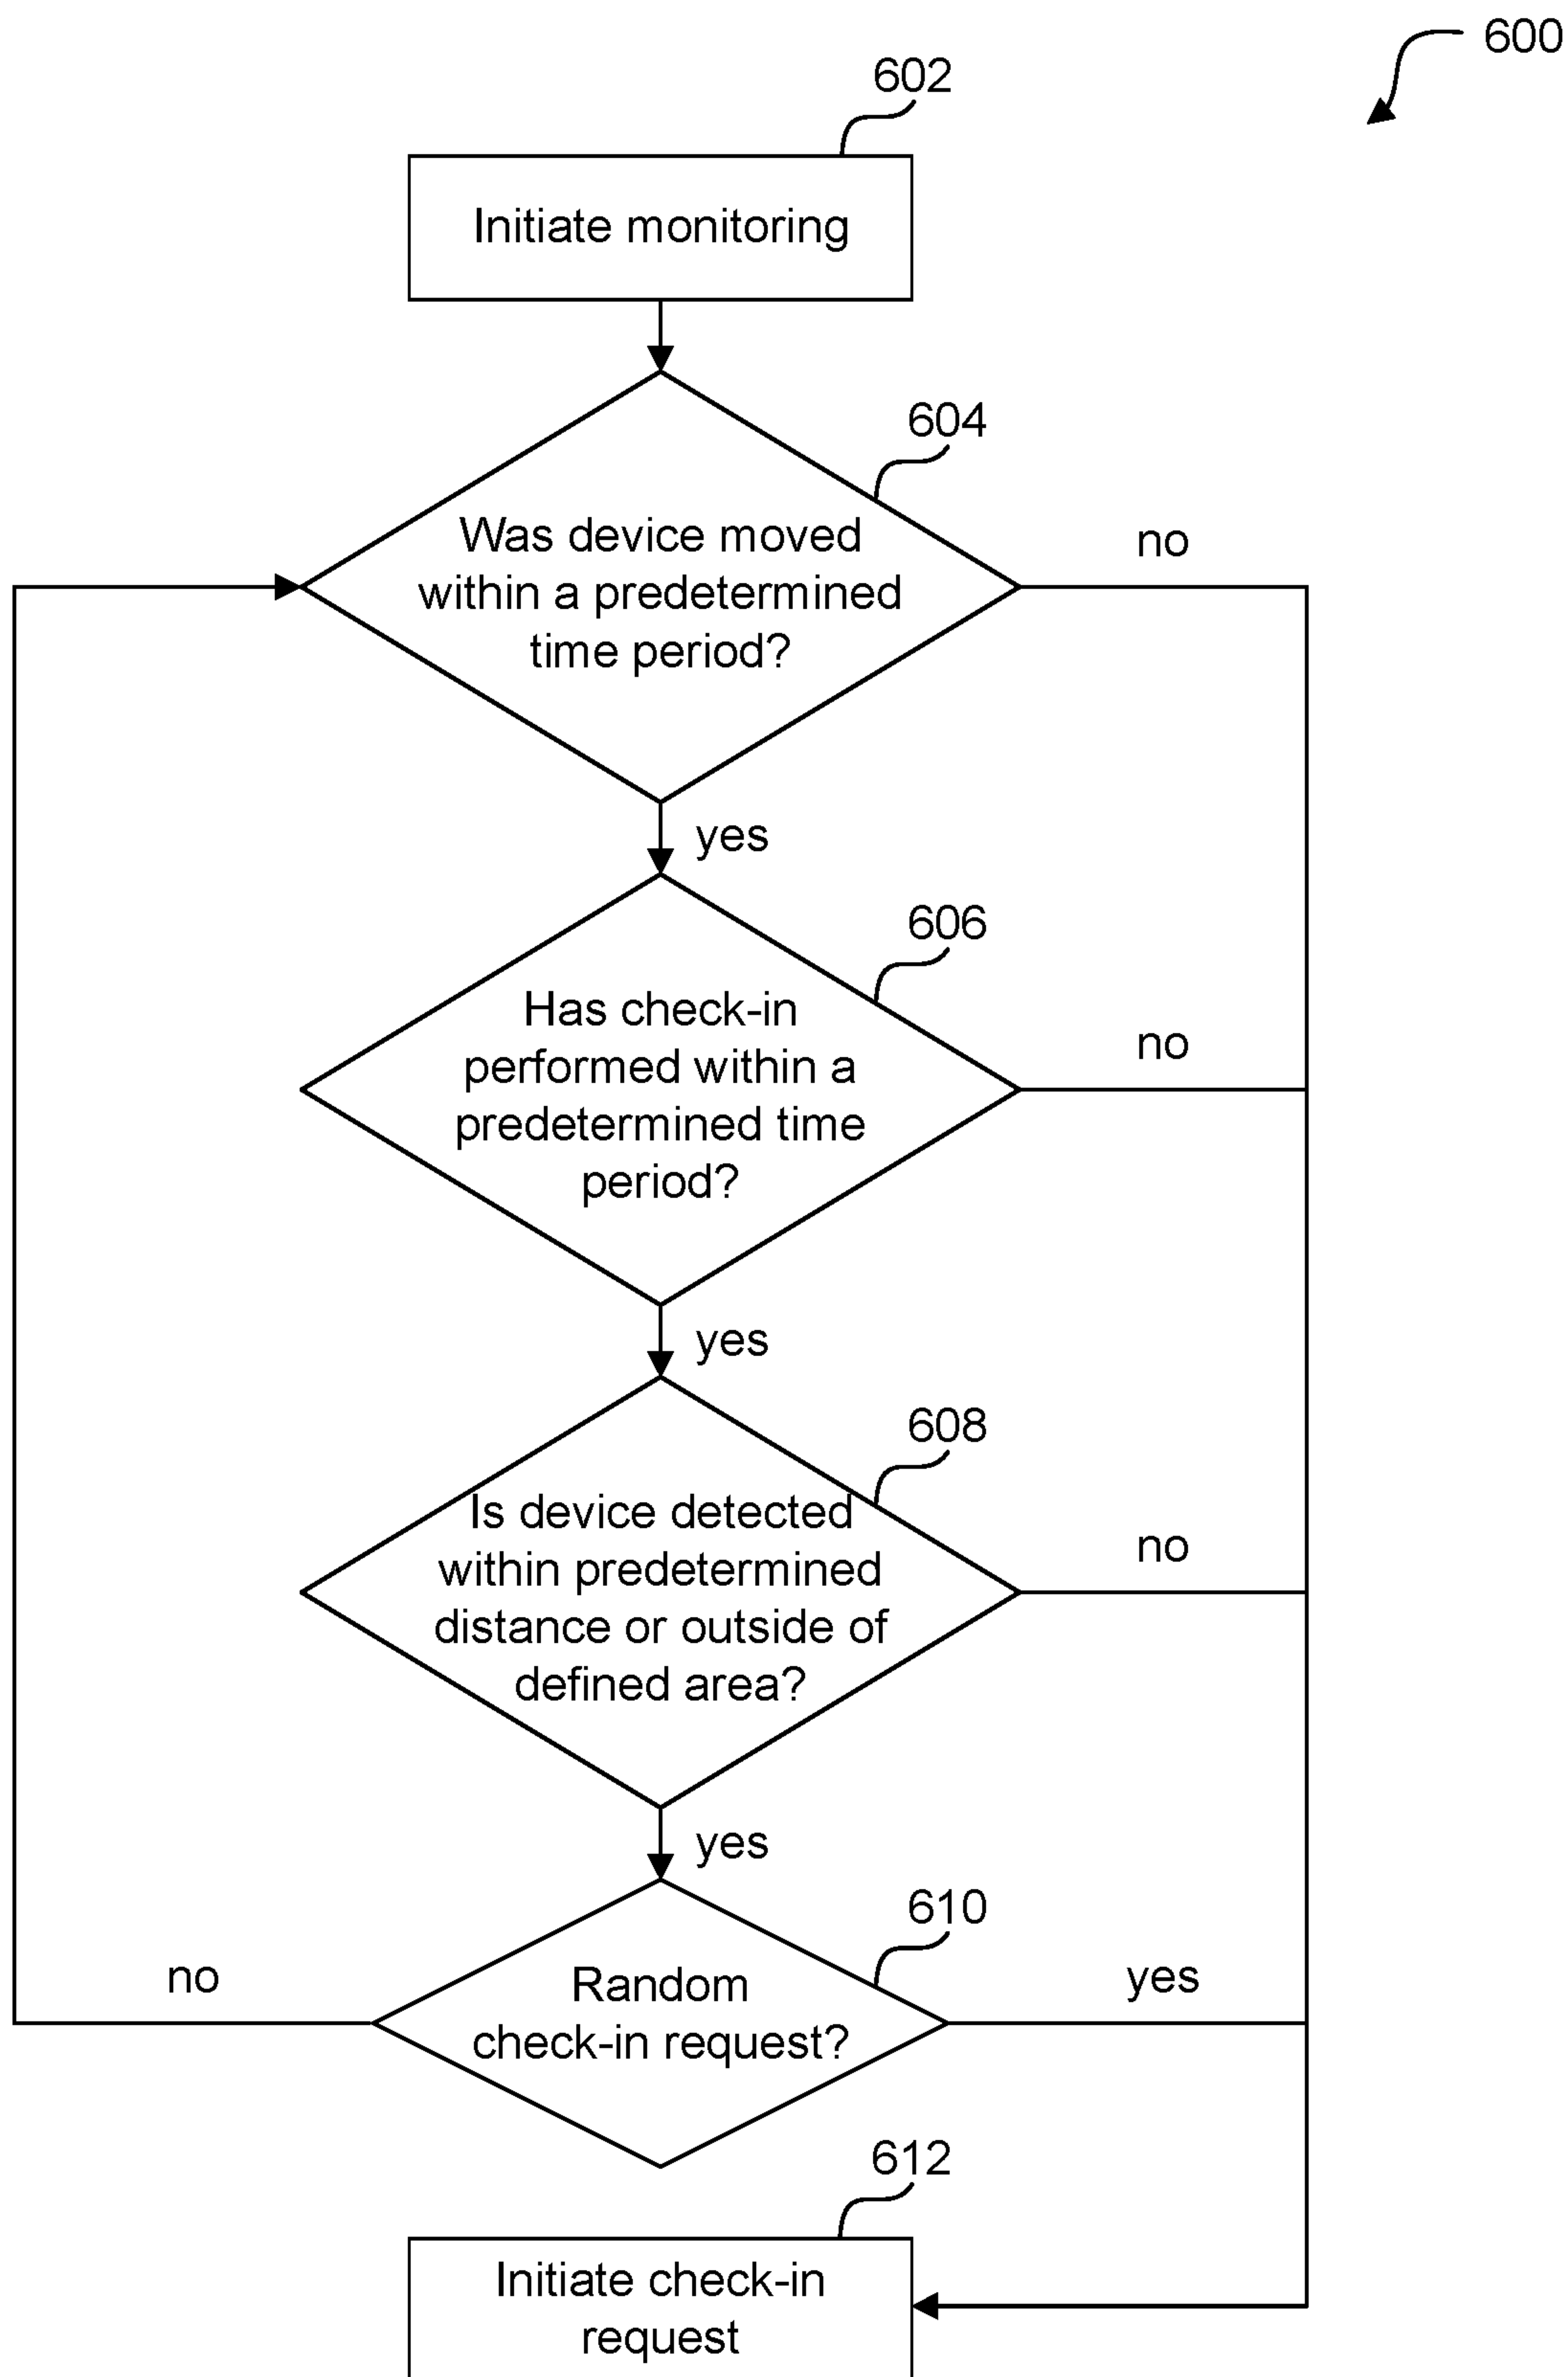 600
602
Initiate monitoring
604
Was device moved
within a predetermined
time period?
no
yes
606
Has check-in
performed within a
predetermined time
period?
no
yes
608
Is device detected
within predetermined
distance or outside of
defined area?
no
yes
610
Random
check-in request?
no
yes
612
Initiate check-in
request